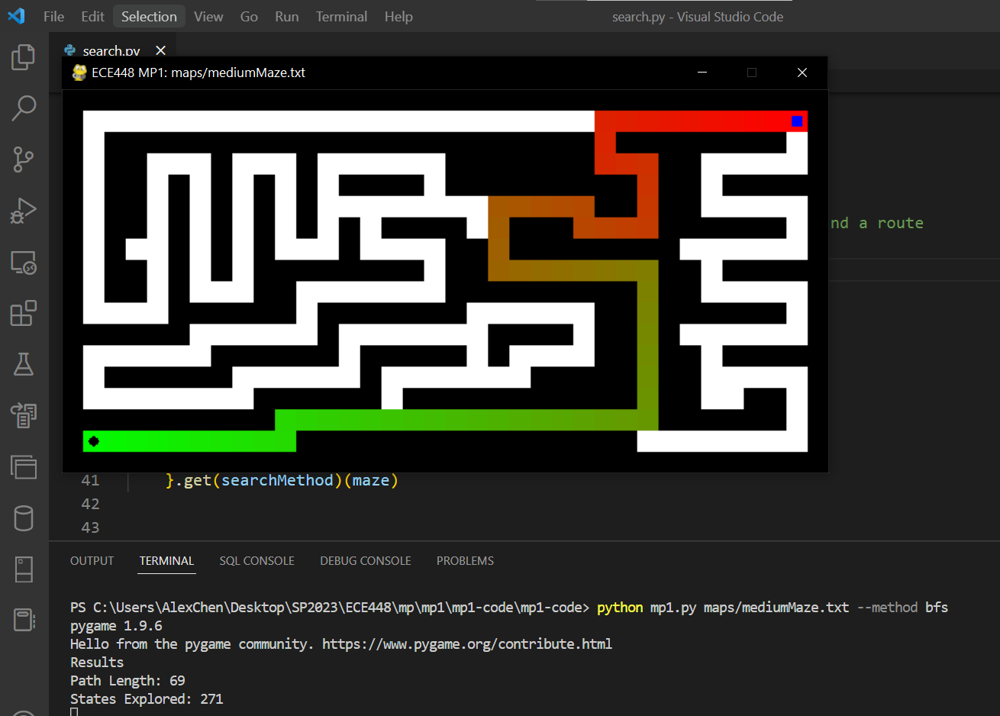 File Edit Selection View Go Run Terminal Help
search.py - Visual Studio Code
search.py
ECE448 MP1: maps/mediumMaze.txt
nd a route
41 }.get(searchMethod)(maze)
42
43
OUTPUT TERMINAL SQL CONSOLE DEBUG CONSOLE PROBLEMS
PS C:\Users\AlexChen\Desktop\SP2023\ECE448\mp\mp1\mp1-code\mp1-code> python mp1.py maps/mediumMaze.txt --method bfs
pygame 1.9.6
Hello from the pygame community. https://www.pygame.org/contribute.html
Results
Path Length: 69
States Explored: 271